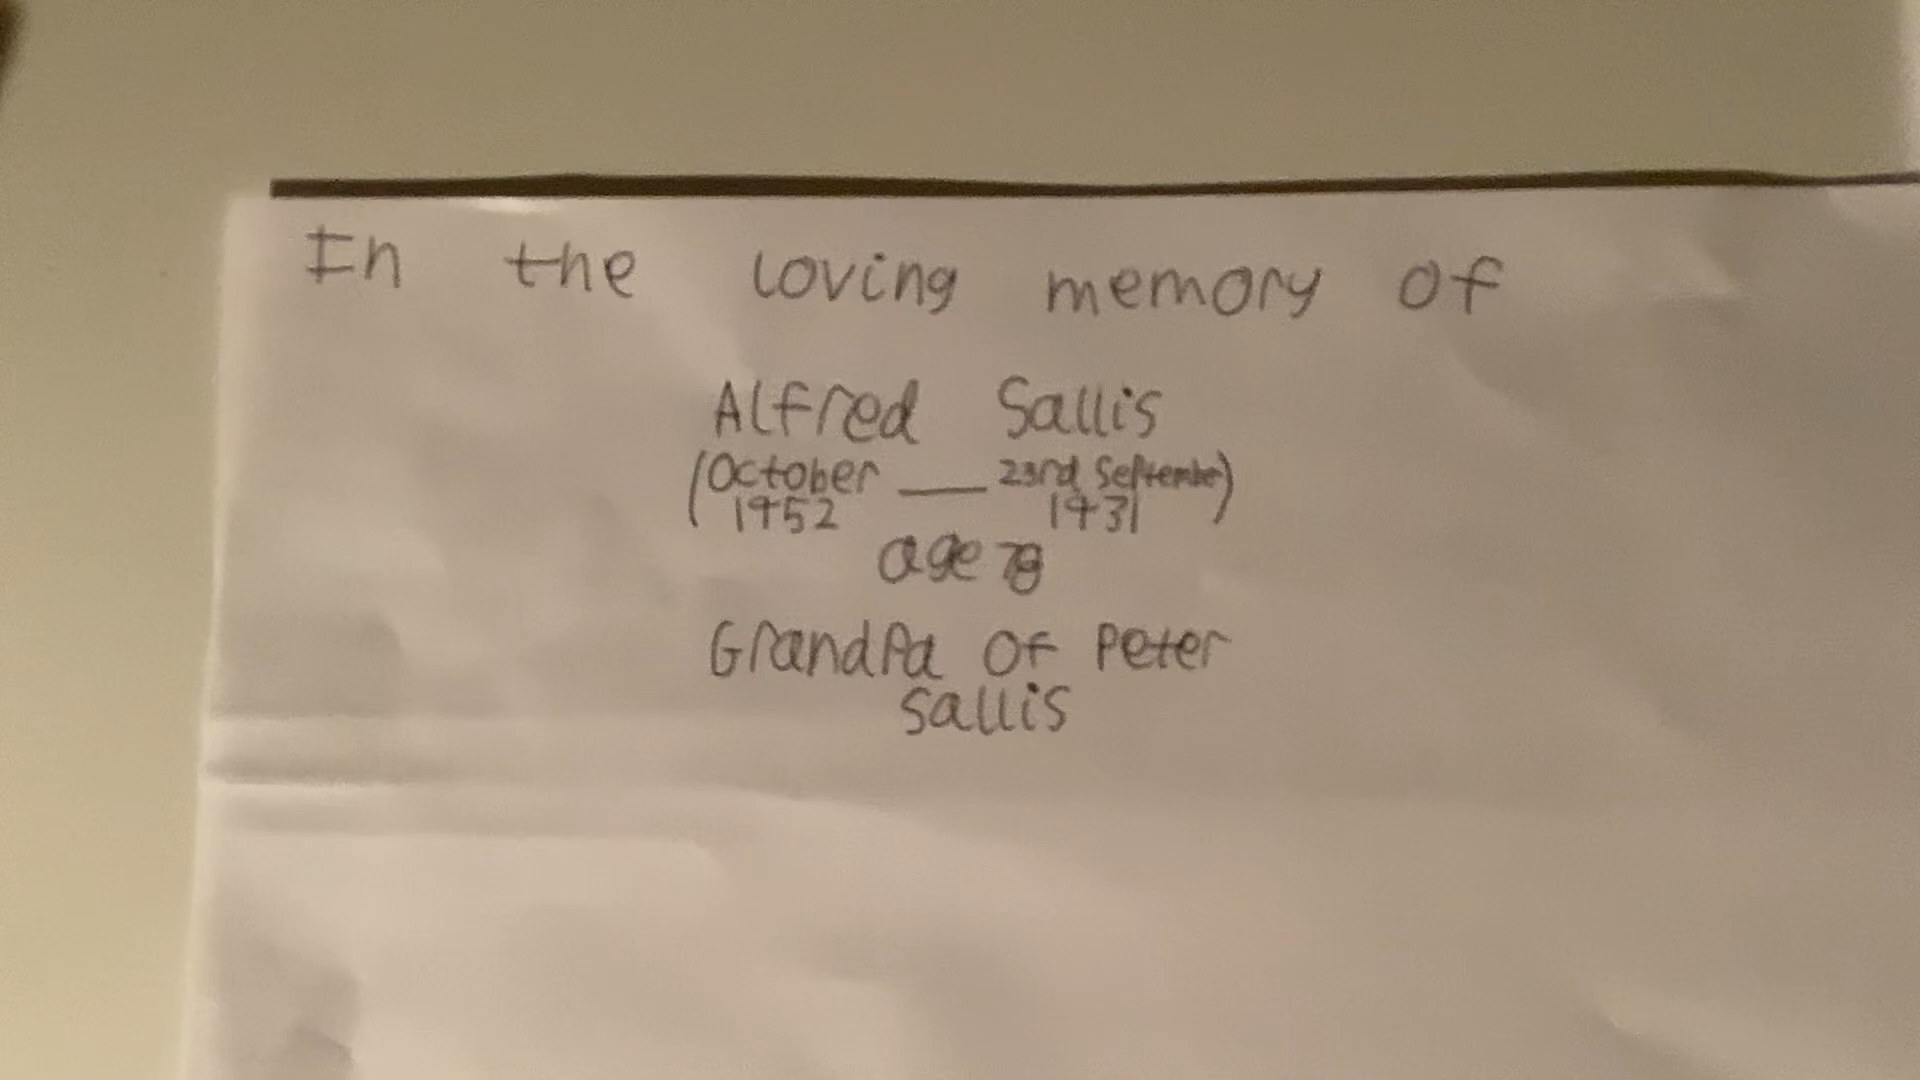 In the loving memory of
Alfred Sallis
(October — 23rd September)
1952 1931
age 78
Grandpa of Peter
Sallis